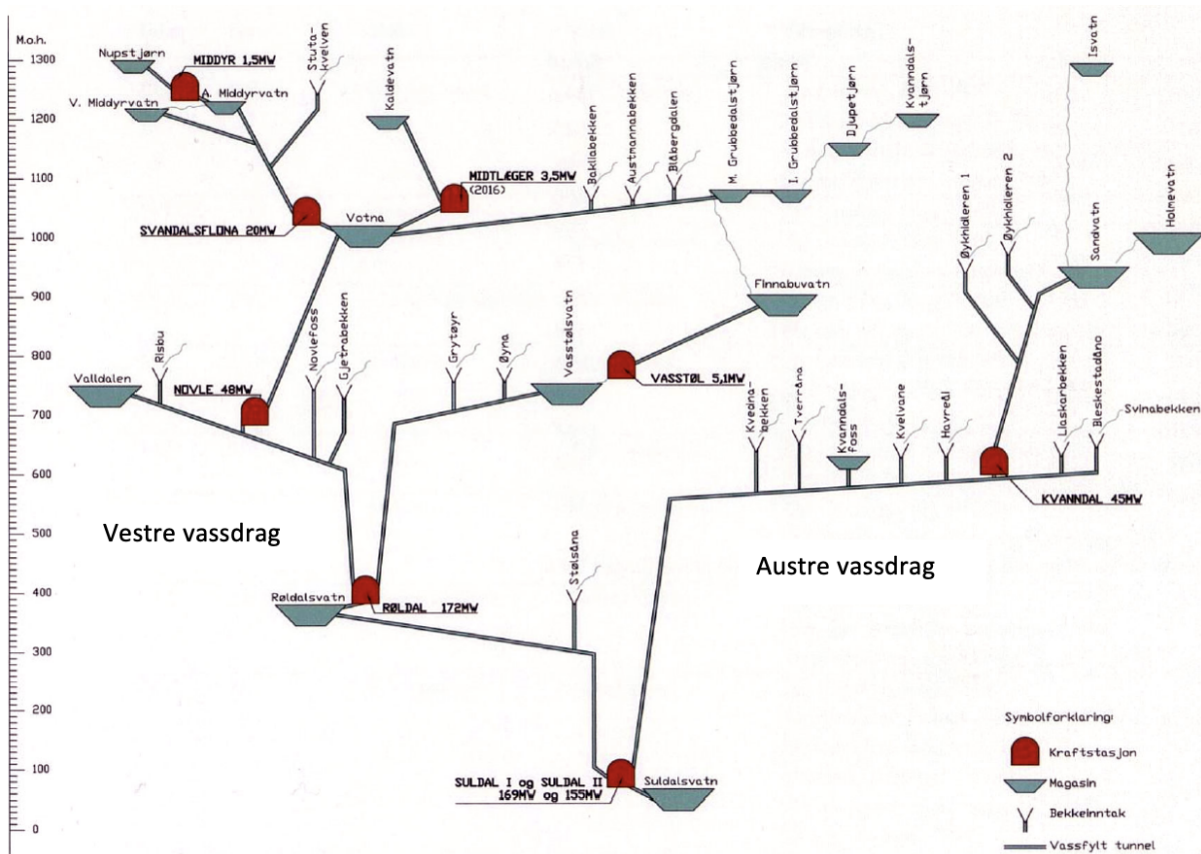 M.o.h.
1300
1200
1100
1000
900
800
700
600
500
400
300
200
100
0
Nupstjørn
MIDDYR 1,5MW
V. Middyrvatn
A. Middyrvatn
Stuta-
kvelven
Kaldevatn
MIDTLÆGER 3,5MW
(2016)
SVANDALSFLONA 20MW
Votna
Bakilabekken
Austmannabekken
Blåbergdalen
M. Grubbedalstjørn
I. Grubbedalstjørn
Djupetjørn
Kvanndals-
tjørn
Isvatn
Øykhidleren 1
Øykhidleren 2
Sandvatn
Holmevatn
Finnabuvatn
Valldalen
Risbu
NOVLE 48MW
Novlefoss
Gjetrabekken
Grytøyr
Øyna
Vasstølsvatn
VASSTØL 5,1MW
Kvedna-
bekken
Tverråna
Kvanndals-
foss
Kvelvane
Havreål
Llaskarbekken
Bleskestadåno
Svinabekken
KVANNDAL 45MW
Vestre vassdrag
Austre vassdrag
Røldalsvatn
RØLDAL 172MW
Stølsåna
SULDAL I og SULDAL II
169MW og 155MW
Suldalsvatn
Symbolforklaring:
Kraftstasjon
Magasin
Bekkeinntak
Vassfylt tunnel